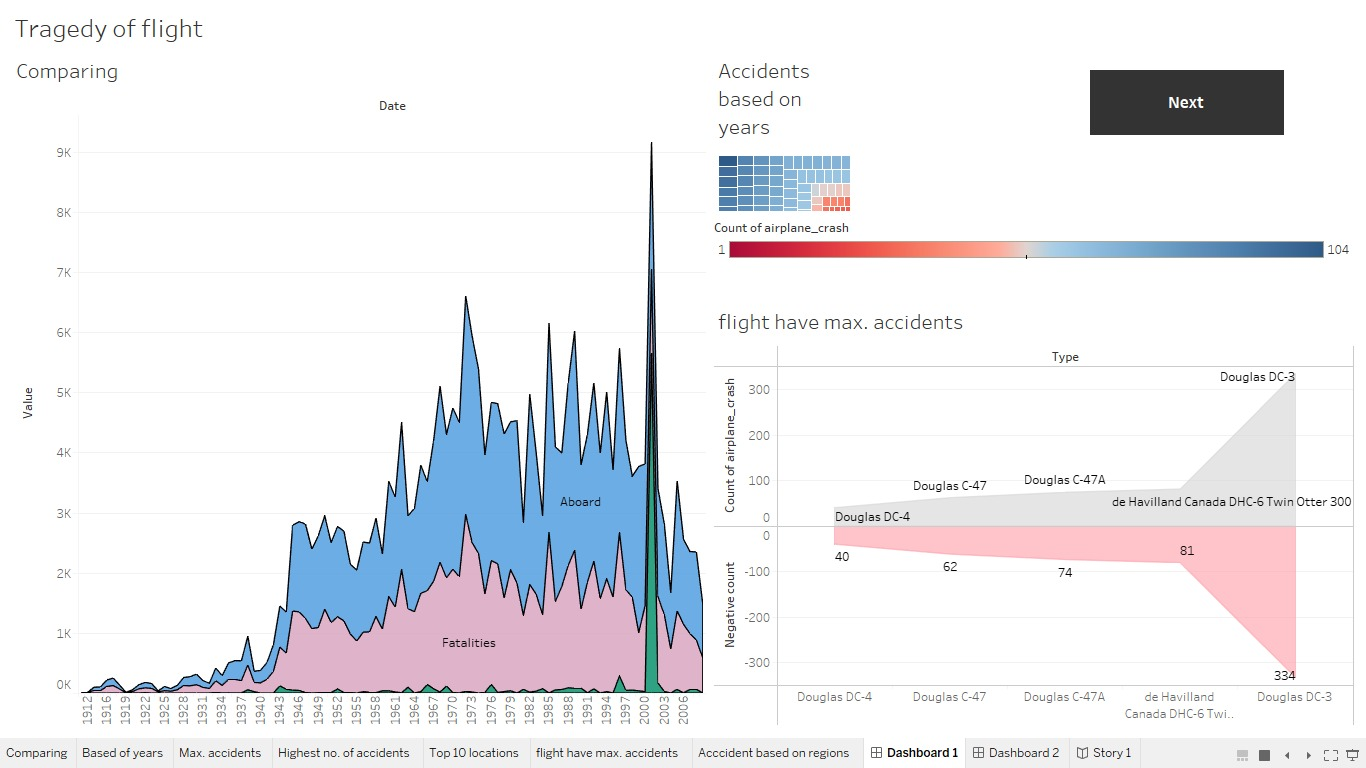 Tragedy of flight
Comparing
Date
Value
9K
8K
7K
6K
5K
4K
3K
2K
1K
0K
Aboard
Fatalities
1912
1916
1919
1922
1925
1928
1931
1934
1937
1940
1943
1946
1949
1952
1955
1958
1961
1964
1967
1970
1973
1976
1979
1982
1985
1988
1991
1994
1997
2000
2003
2006
Accidents
based on
years
Next
Count of airplane_crash
1
104
flight have max. accidents
Type
Count of airplane_crash
300
200
100
0
Douglas DC-4
Douglas C-47
Douglas C-47A
de Havilland Canada DHC-6 Twin Otter 300
Douglas DC-3
Negative count
0
-100
-200
-300
40
62
74
81
334
Douglas DC-4
Douglas C-47
Douglas C-47A
de Havilland
Canada DHC-6 Twi..
Douglas DC-3
Comparing
Based of years
Max. accidents
Highest no. of accidents
Top 10 locations
flight have max. accidents
Acccident based on regions
Dashboard 1
Dashboard 2
Story 1